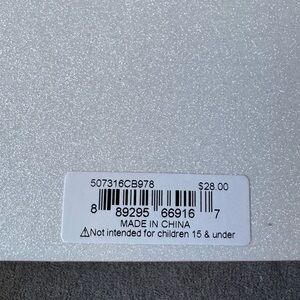 507316CB978 $28.00
8 89295 66916 7
MADE IN CHINA
⚠Not intended for children 15 & under